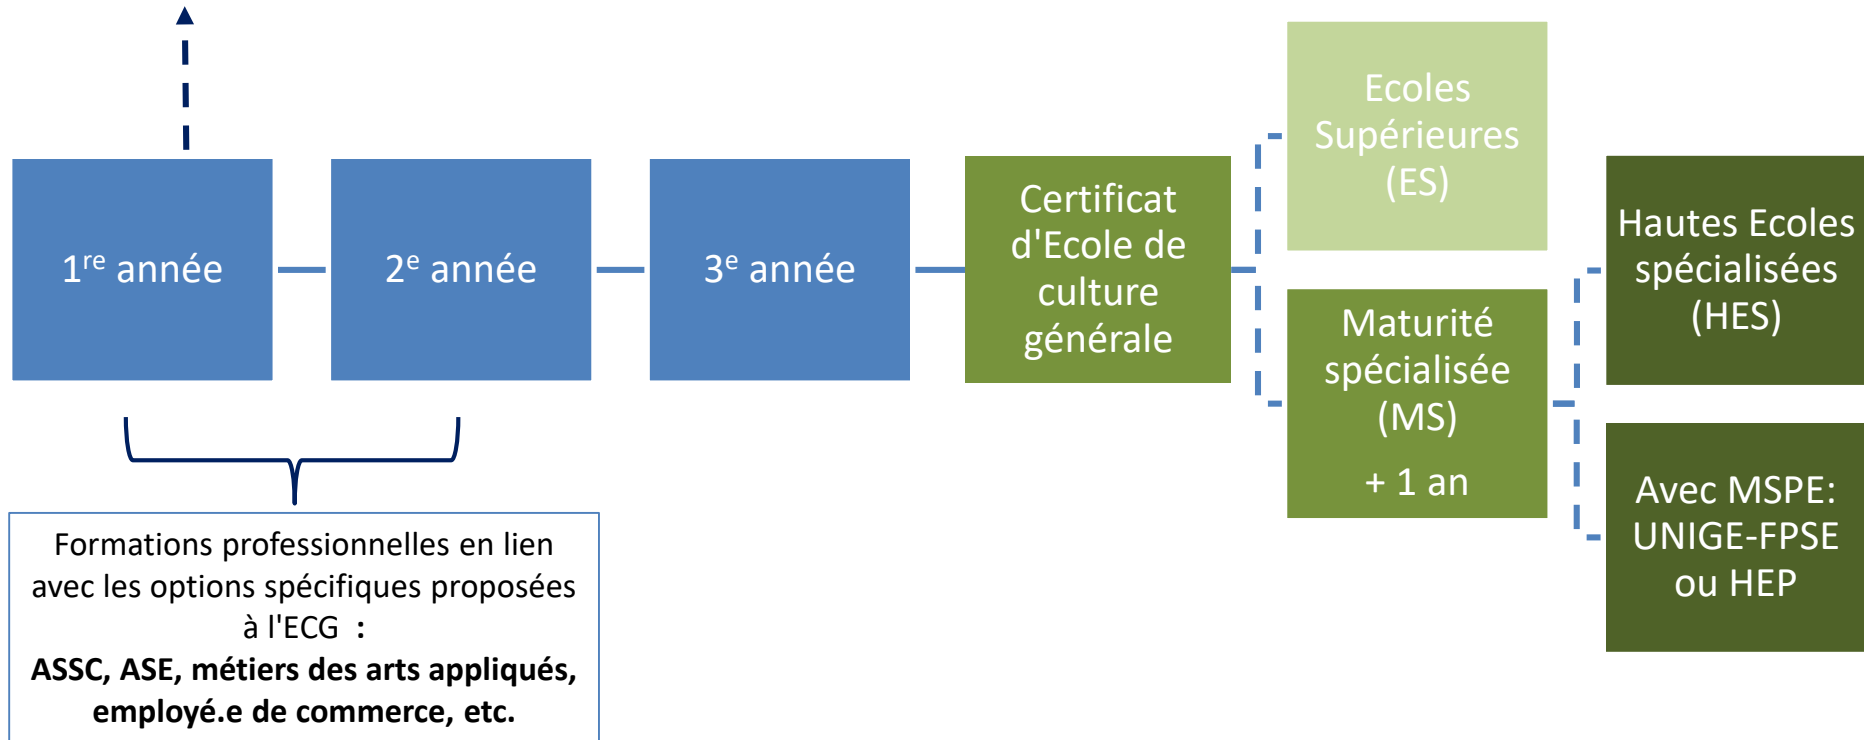 1re année
2e année
3e année
Certificat
d'Ecole de
culture
générale
Ecoles
Supérieures
(ES)
Maturité
spécialisée
(MS)
+ 1 an
Hautes Ecoles
spécialisées
(HES)
Avec MSPE:
UNIGE-FPSE
ou HEP
Formations professionnelles en lien
avec les options spécifiques proposées
à l'ECG :
ASSC, ASE, métiers des arts appliqués,
employé.e de commerce, etc.